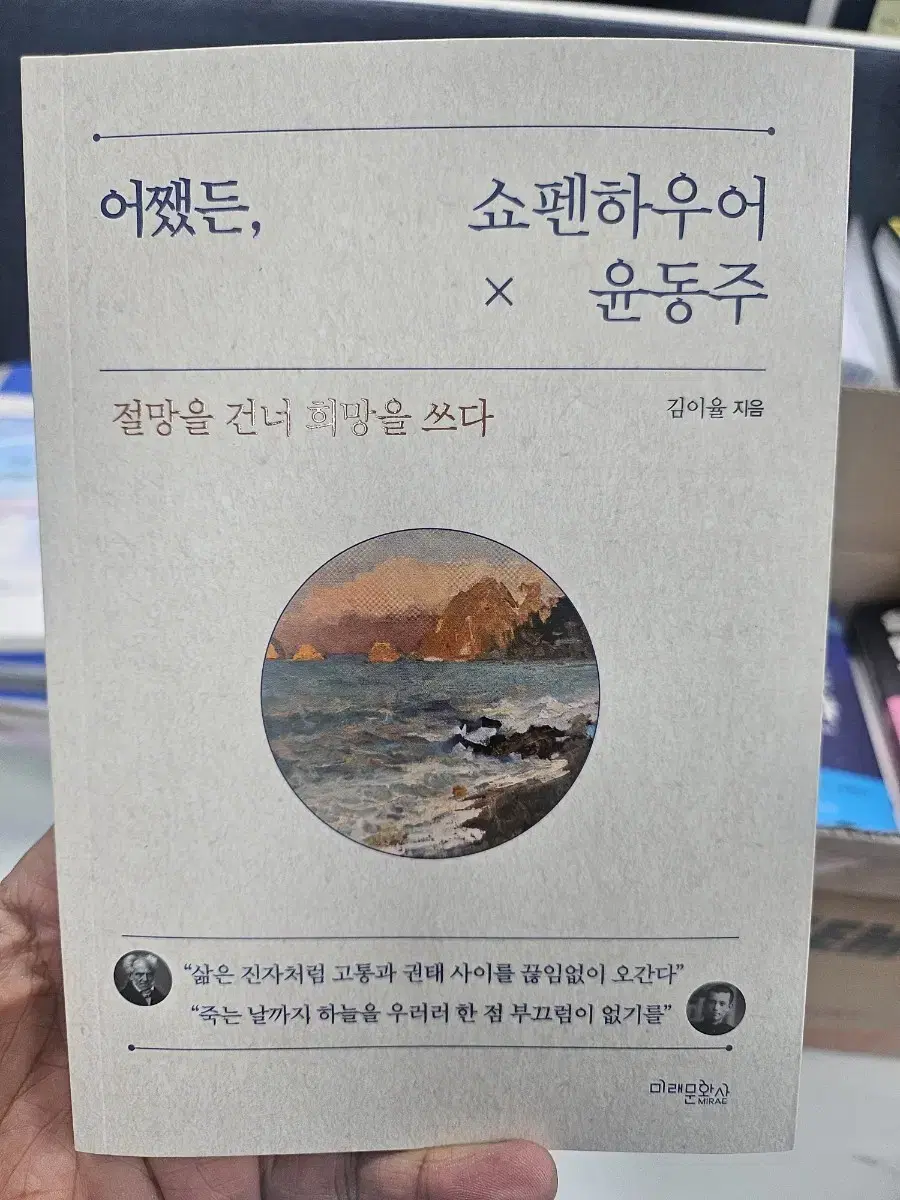 어쨌든, 쇼펜하우어
× 윤동주
절망을 건너 희망을 쓰다
김이율 지음
“삶은 진자처럼 고통과 권태 사이를 끊임없이 오간다”
“죽는 날까지 하늘을 우러러 한 점 부끄럼이 없기를”
미래문화사
MIRAE